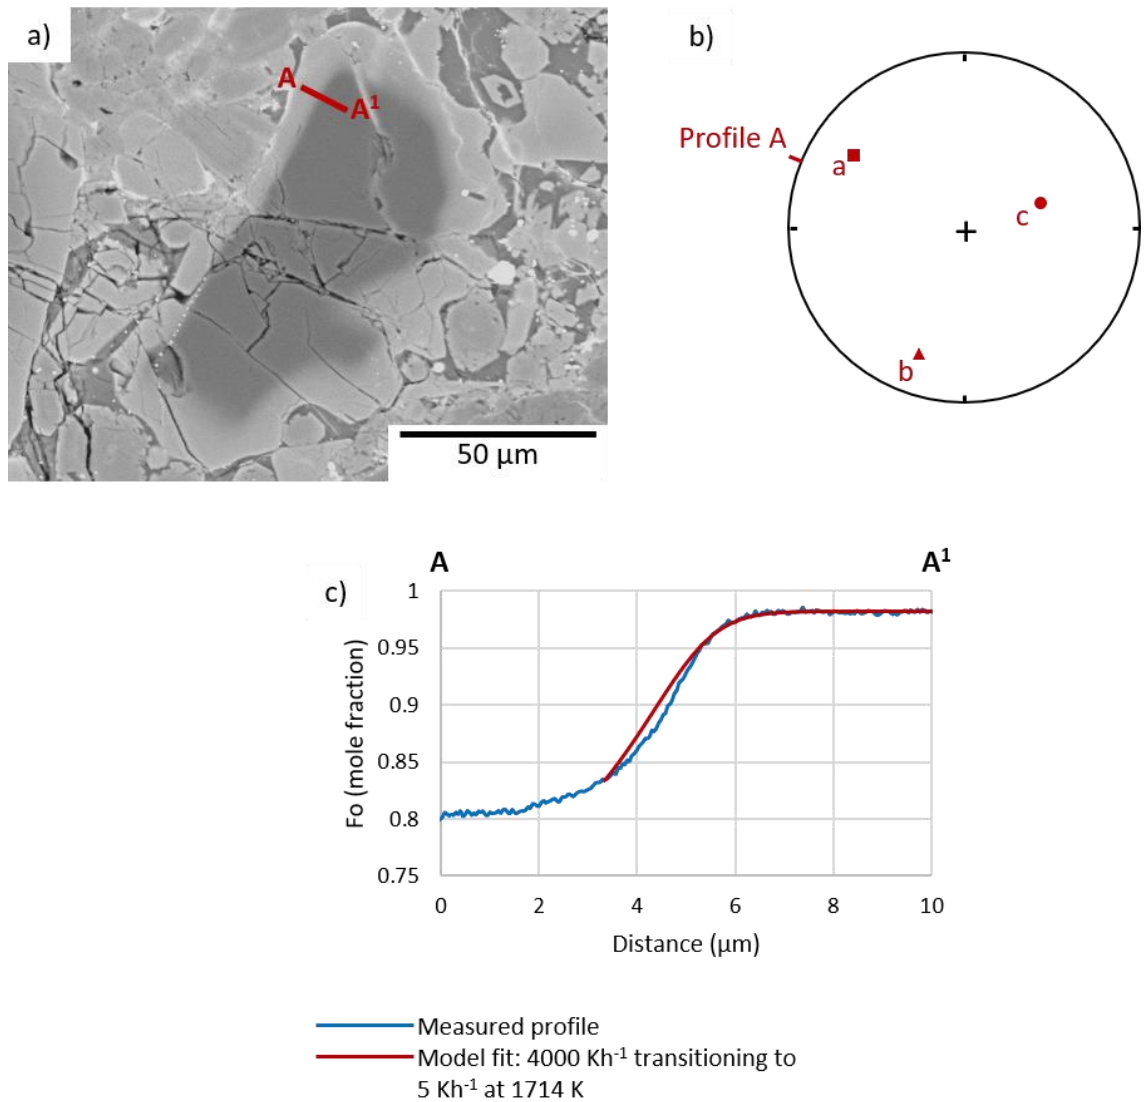 a)
A
A¹
50 μm
b)
Profile A
a
c
b
c)
A
A¹
Fo (mole fraction)
1
0.95
0.9
0.85
0.8
0.75
0
2
4
6
8
10
Distance (μm)
Measured profile
Model fit: 4000 Kh⁻¹ transitioning to
5 Kh⁻¹ at 1714 K